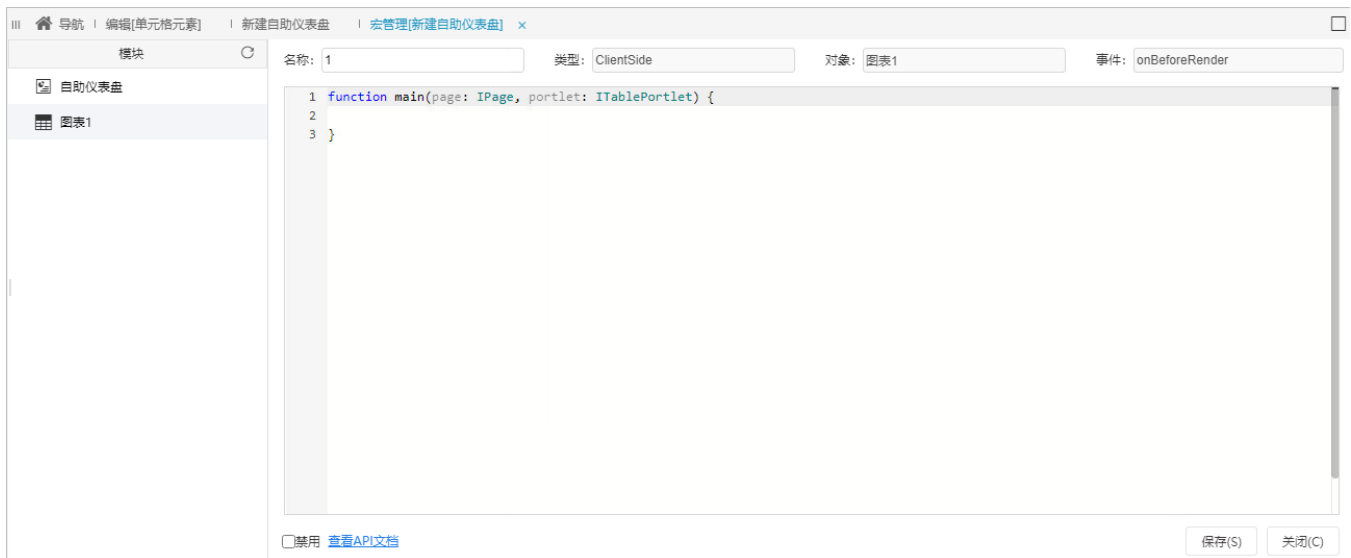 导航 编辑[单元格元素] 新建自助仪表盘 宏管理[新建自助仪表盘] ×
模块
名称: 1 类型: ClientSide 对象: 图表1 事件: onBeforeRender
自助仪表盘
图表1
1 function main(page: IPage, portlet: ITablePortlet) {
2
3 }
禁用 查看API文档 保存(S) 关闭(C)